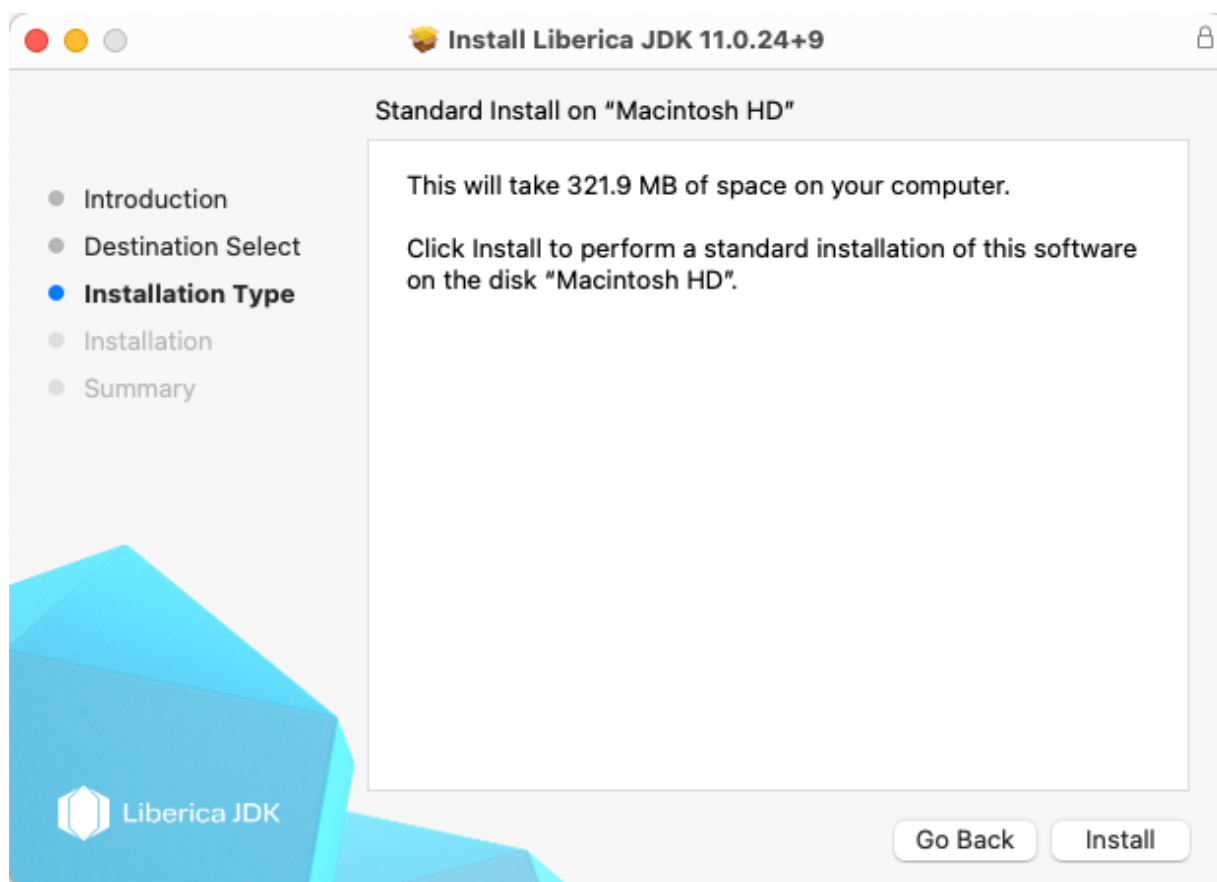 Install Liberica JDK 11.0.24+9
Standard Install on “Macintosh HD”
Introduction
Destination Select
Installation Type
Installation
Summary
This will take 321.9 MB of space on your computer.
Click Install to perform a standard installation of this software
on the disk “Macintosh HD”.
Liberica JDK
Go Back
Install